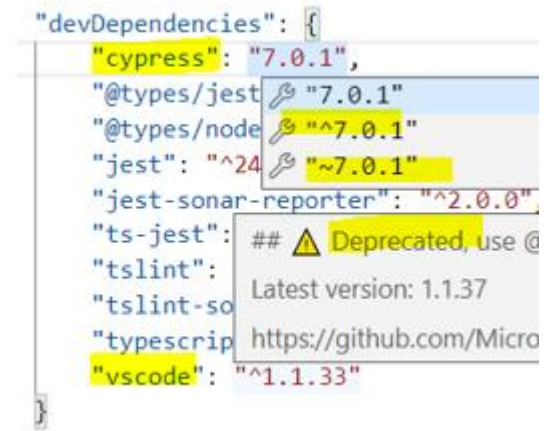 "devDependencies": {
"cypress": "7.0.1",
"@types/jest "7.0.1"
"@types/node "^7.0.1"
"jest": "^24 "~7.0.1"
"jest-sonar-reporter": "^2.0.0",
"ts-jest": ## ⚠ Deprecated, use @
"tslint": Latest version: 1.1.37
"tslint-so
"typescrip https://github.com/Micro
"vscode": "^1.1.33"
}